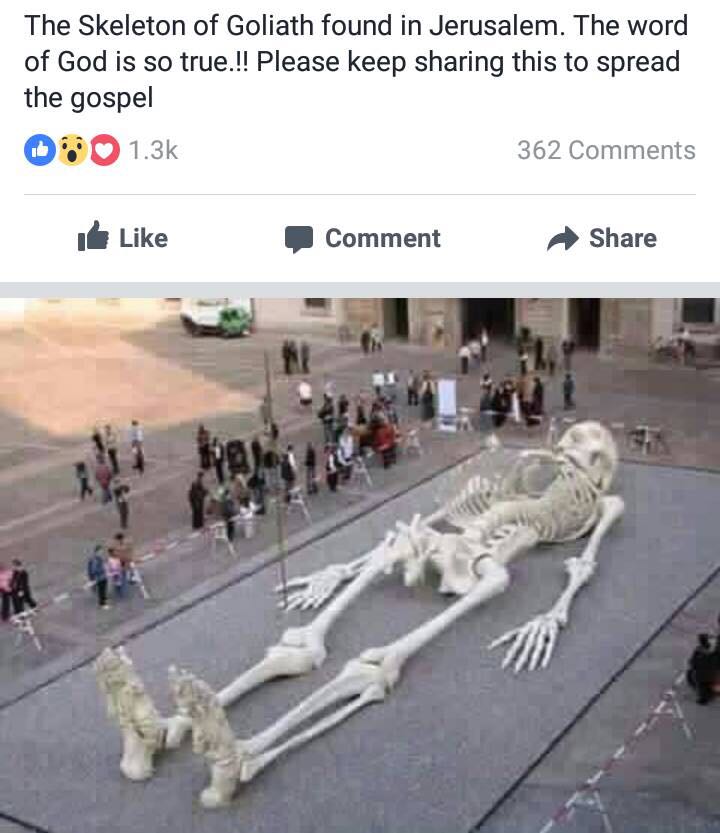 The Skeleton of Goliath found in Jerusalem. The word
of God is so true.!! Please keep sharing this to spread
the gospel
1.3k
362 Comments
Like
Comment
Share